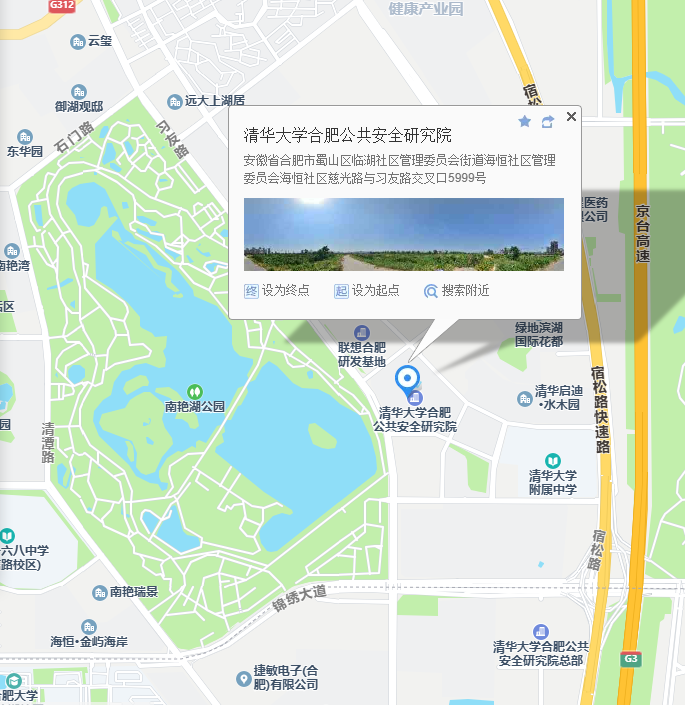 G312
健康产业园
云玺
御湖观邸
远大上湖居
宿松
东华园
石门路
习友路
清华大学合肥公共安全研究院
安徽省合肥市蜀山区临湖社区管理委员会街道海恒社区管理
委员会海恒社区慈光路与习友路交叉口5999号
医药
公司
京台高速
南艳湾
终 设为终点
起 设为起点
搜索附近
绿地滨湖
国际花都
联想合肥
研发基地
宿松路快速路
清华启迪
•水木园
南艳湖公园
清华大学合肥
公共安全研究院
清潭路
园
清华大学
附属中学
六八中学
路校区)
宿松路
南艳瑞景
锦绣大道
海恒•金屿海岸
清华大学合肥公共
安全研究院总部
G3
捷敏电子(合
肥)有限公司
合肥大学